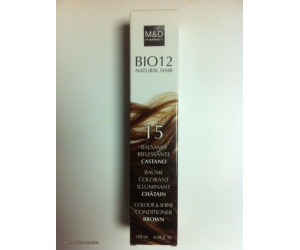 M&D
BIO12
NATURAL HAIR
15
BALSAMO
RIFLESSANTE
CASTANO
BAUME
COLORANT
ILLUMINANT
CHÂTAIN
COLOUR & SHINE
CONDITIONER
BROWN